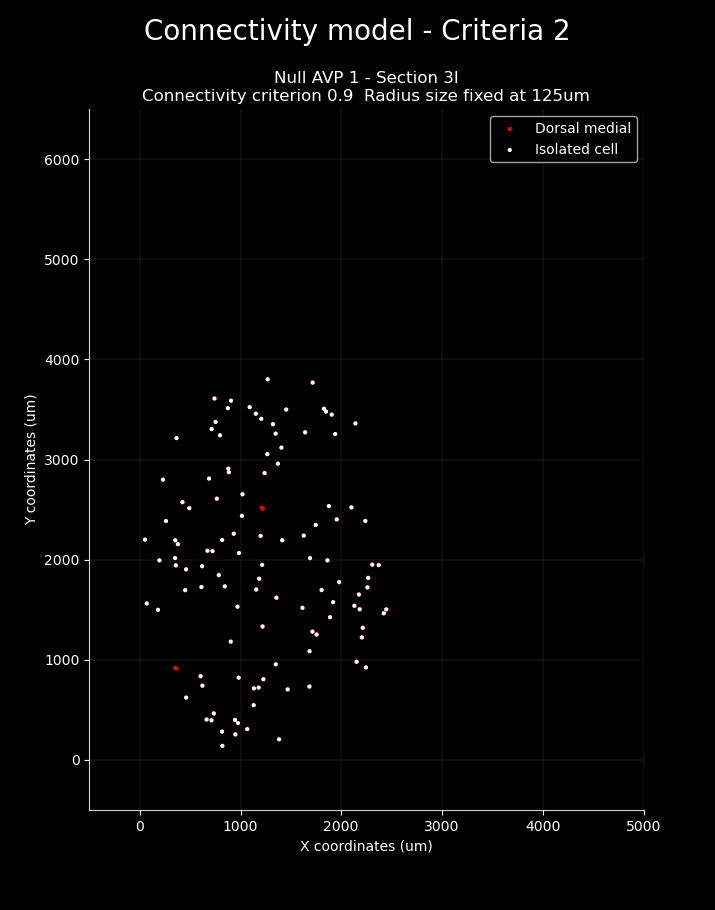 Connectivity model - Criteria 2
Null AVP 1 - Section 3l
Connectivity criterion 0.9  Radius size fixed at 125um
Dorsal medial
Isolated cell
6000
5000
4000
3000
2000
1000
0
Y coordinates (um)
0
1000
2000
3000
4000
5000
X coordinates (um)